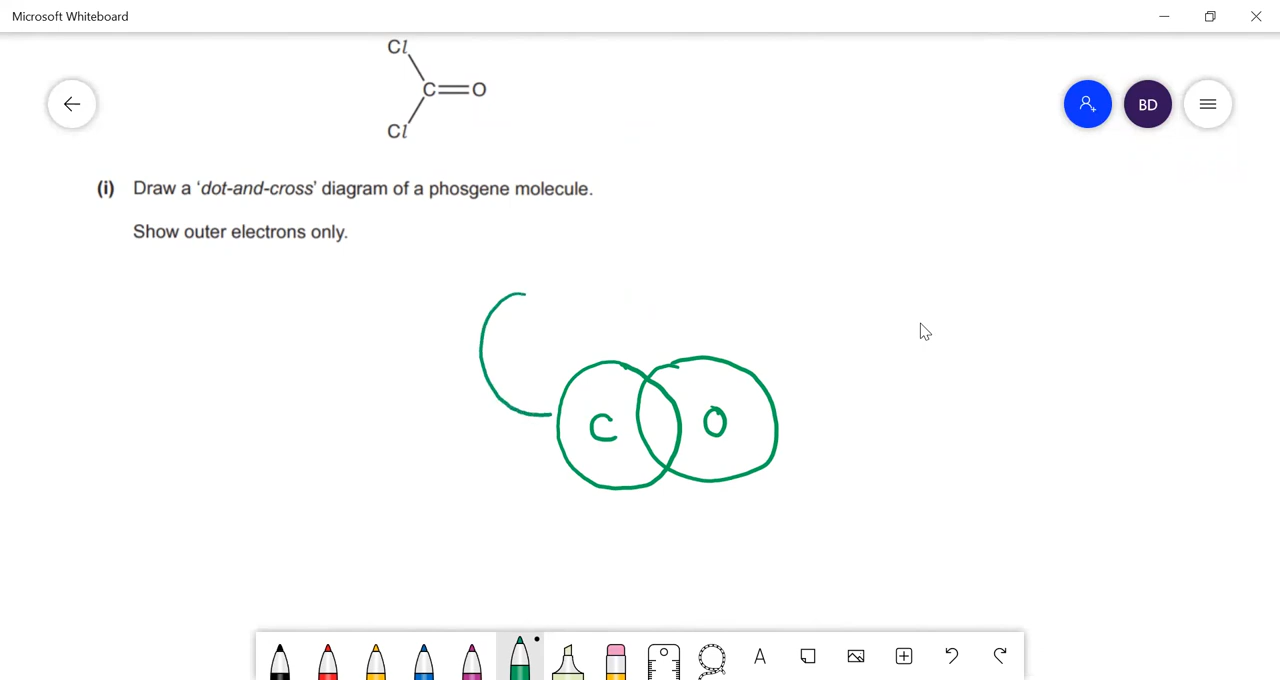 Microsoft Whiteboard
Cl
C=O
Cl
BD
(i) Draw a 'dot-and-cross' diagram of a phosgene molecule.
Show outer electrons only.
C O
A